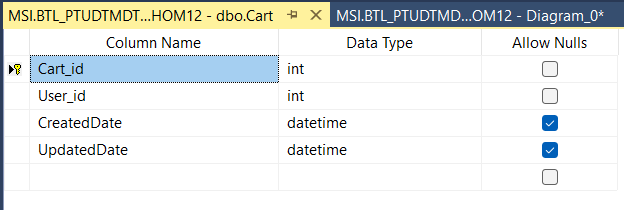 MSI.BTL_PTUDTMDT...HOM12 - dbo.Cart MSI.BTL_PTUDTMD...OM12 - Diagram_0*
Column Name Data Type Allow Nulls
Cart_id int
User_id int
CreatedDate datetime
UpdatedDate datetime